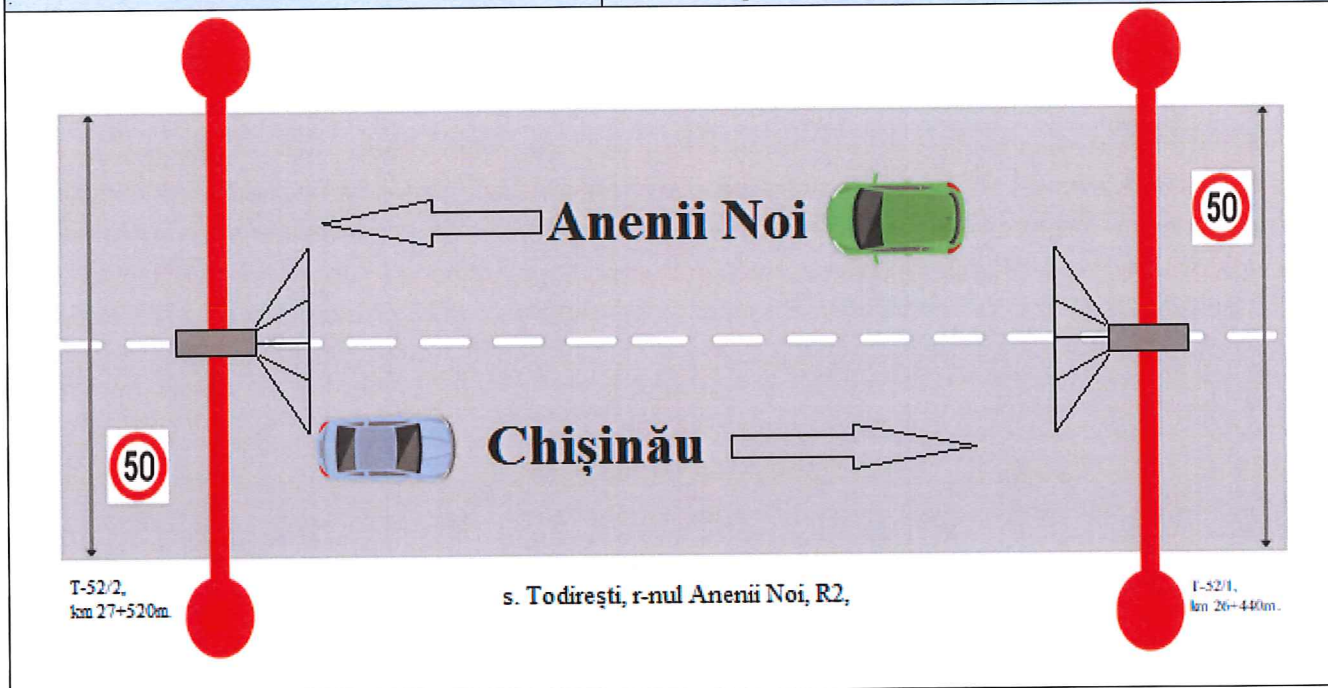 Anenii Noi
50
Chișinău
50
T-52/2,
km 27+520m.
s. Todirești, r-nul Anenii Noi, R2,
T-52/1,
km 26+440m.